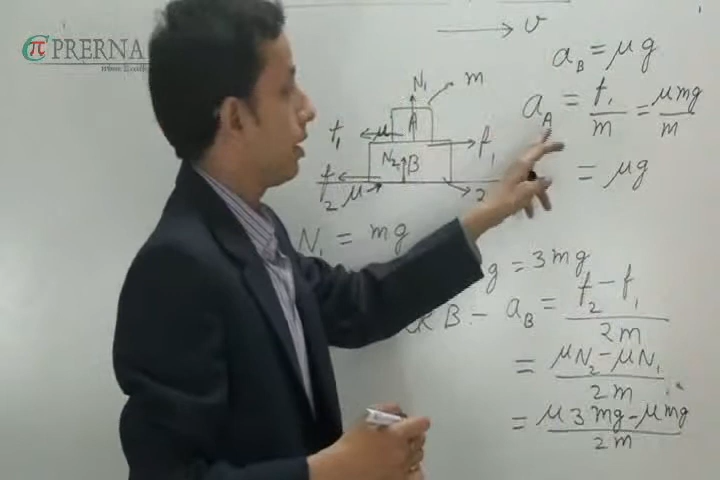 π PRERNA
v
a_B = μg
N₁
m
a_A = f₁/m = μmg/m
f₁
μ
A
f₁
N₂
B
= μg
f₂
μ
2
N₁ = mg
g = 3mg
B - a_B = f₂ - f₁ / 2m
= μN₂ - μN₁ / 2m
= μ3mg - μmg / 2m